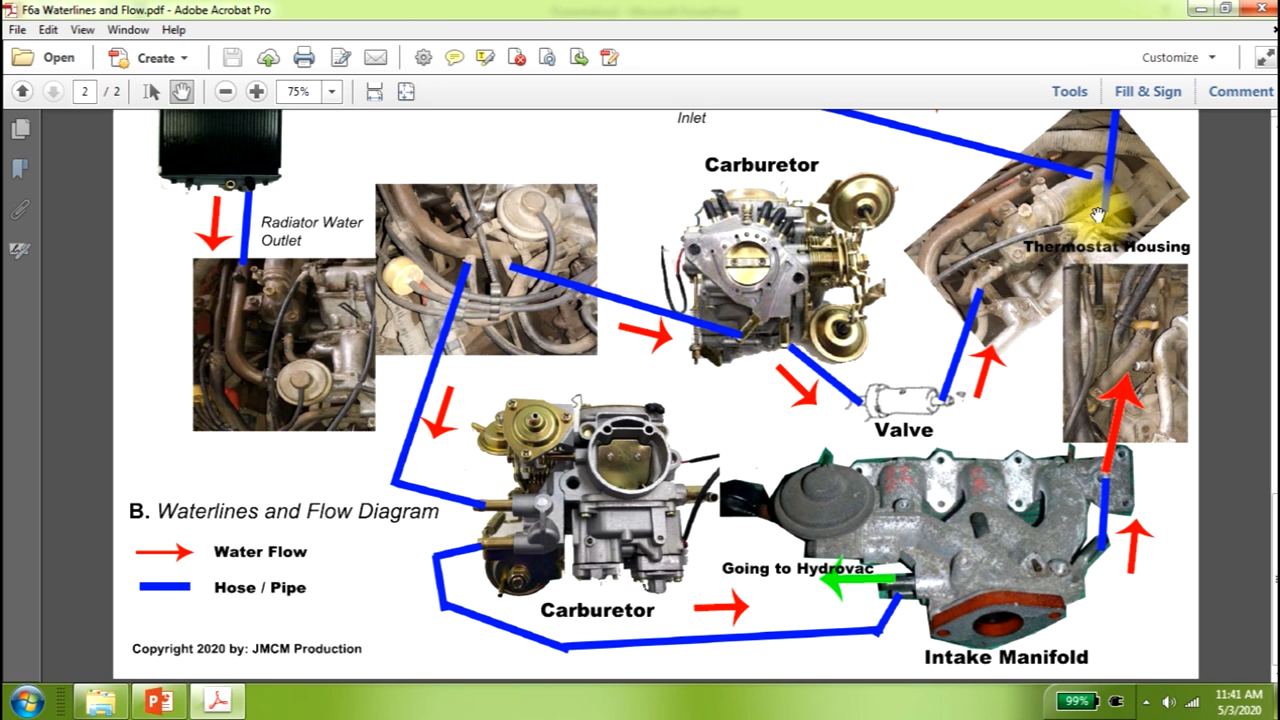 F6a Waterlines and Flow.pdf - Adobe Acrobat Pro
File Edit View Window Help
Open Create Customize
2 / 2 75% Tools Fill & Sign Comment
Inlet
Carburetor
Radiator Water
Outlet
Thermostat Housing
Valve
B. Waterlines and Flow Diagram
Water Flow
Hose / Pipe
Going to Hydrovac
Carburetor
Copyright 2020 by: JMCM Production
Intake Manifold
99% 11:41 AM
5/3/2020